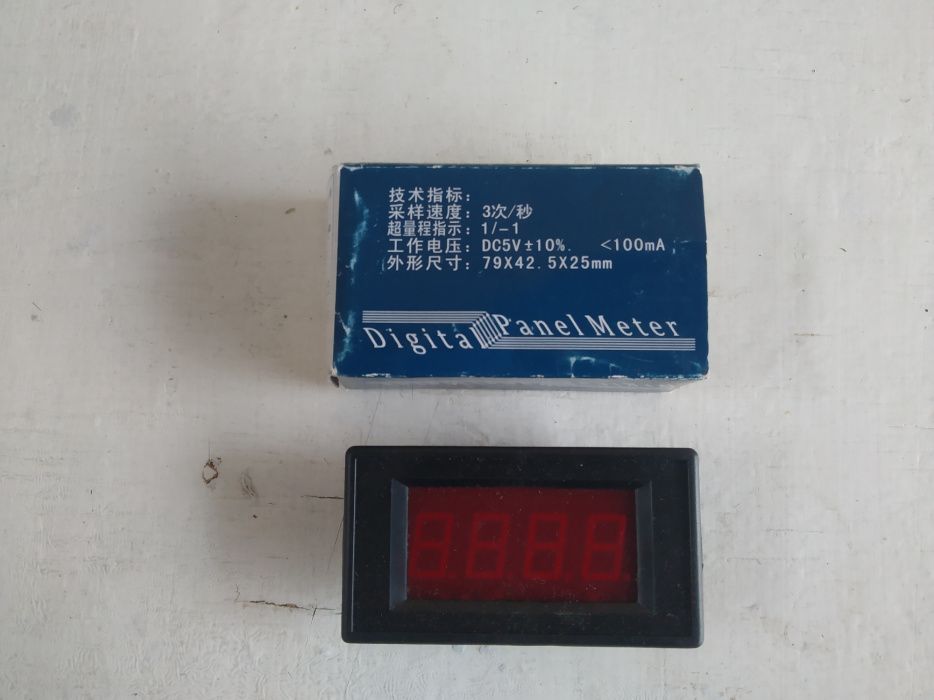 技术指标：
采样速度：3次/秒
超量程指示：1/-1
工作电压：DC5V±10%. <100mA
外形尺寸：79X42.5X25mm
Digital Panel Meter